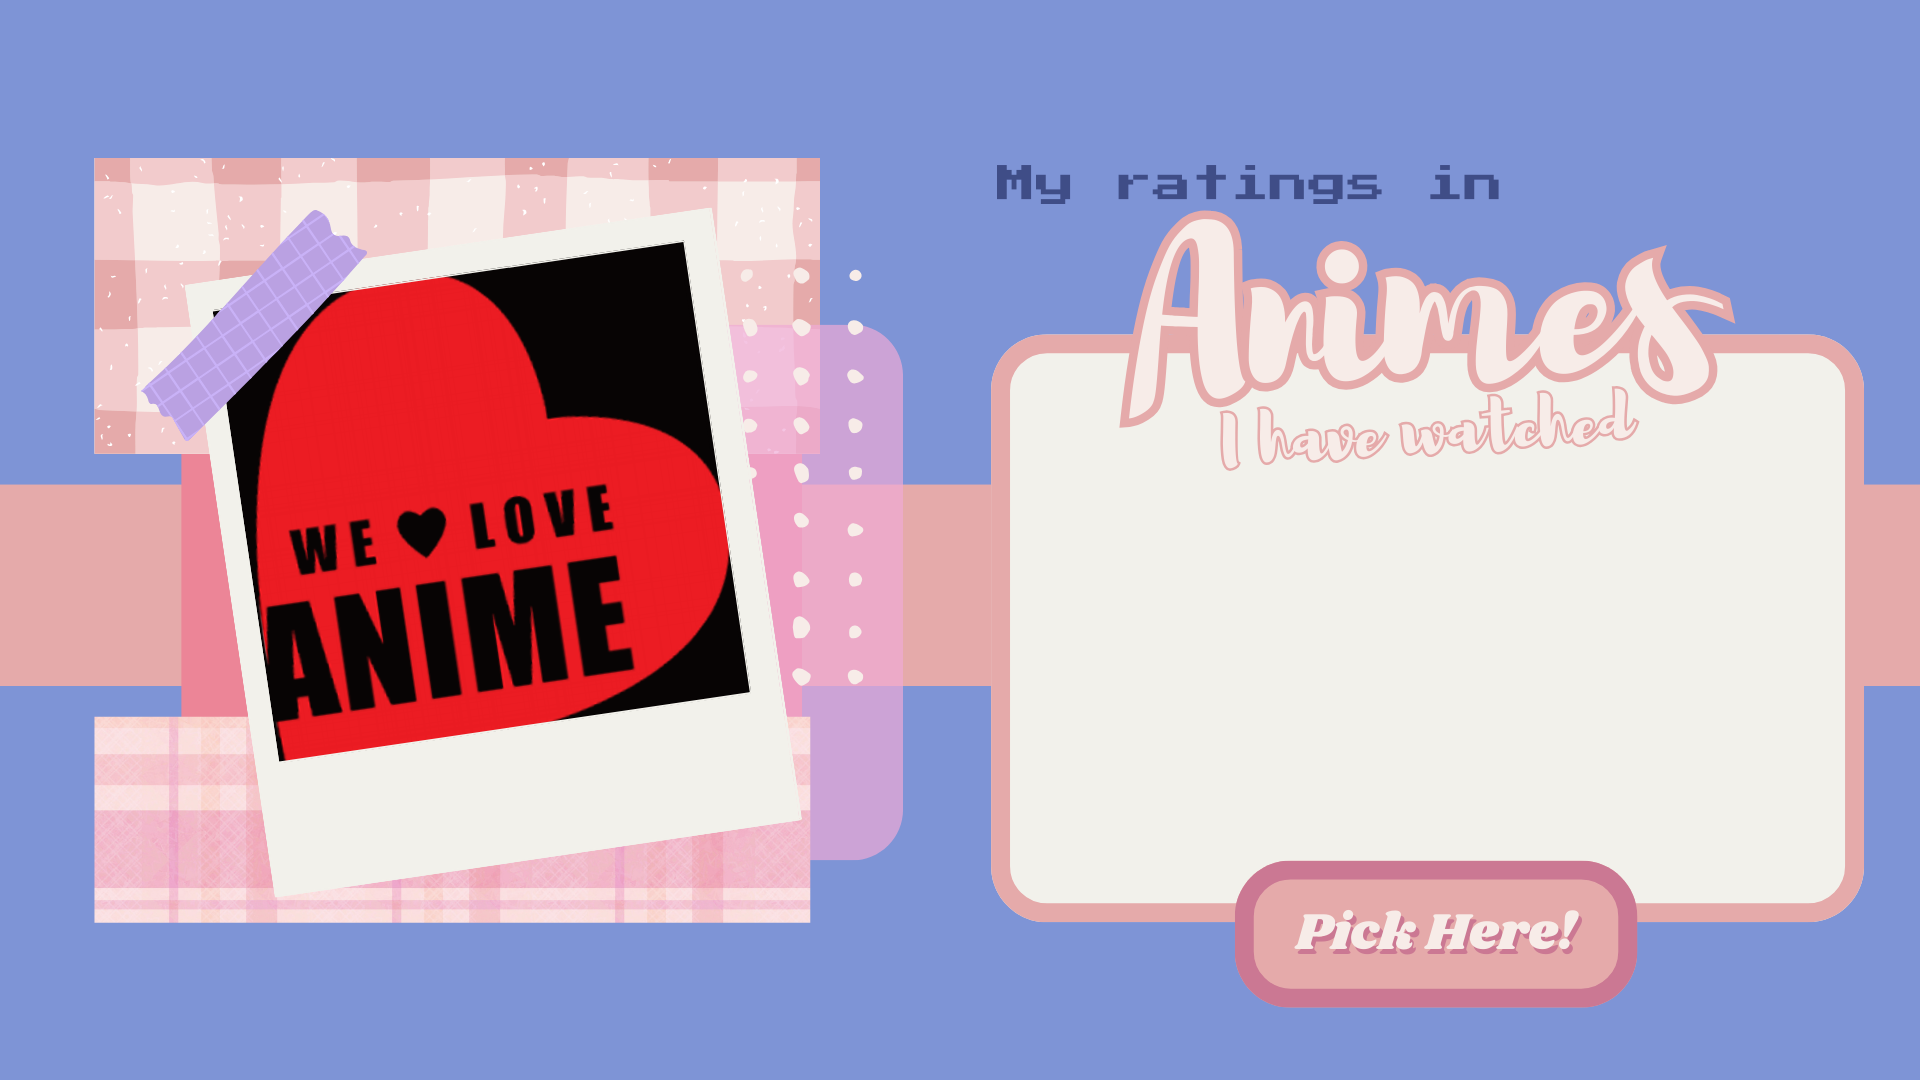 WE LOVE
ANIME
My ratings in
Animes
I have watched
Pick Here!